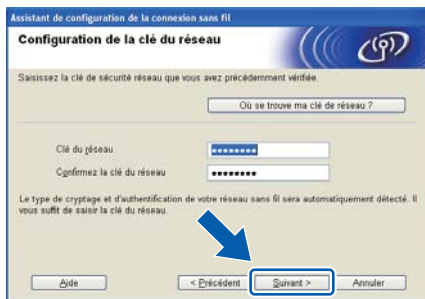 Assistant de configuration de la connexion sans fil
Configuration de la clé du réseau
Saisissez la clé de sécurité réseau que vous avez précédemment vérifiée.
Où se trouve ma clé de réseau ?
Clé du réseau
Confirmez la clé du réseau
Le type de cryptage et d'authentification de votre réseau sans fil sera automatiquement détecté. Il
vous suffit de saisir la clé du réseau.
Aide
< Précédent
Suivant >
Annuler